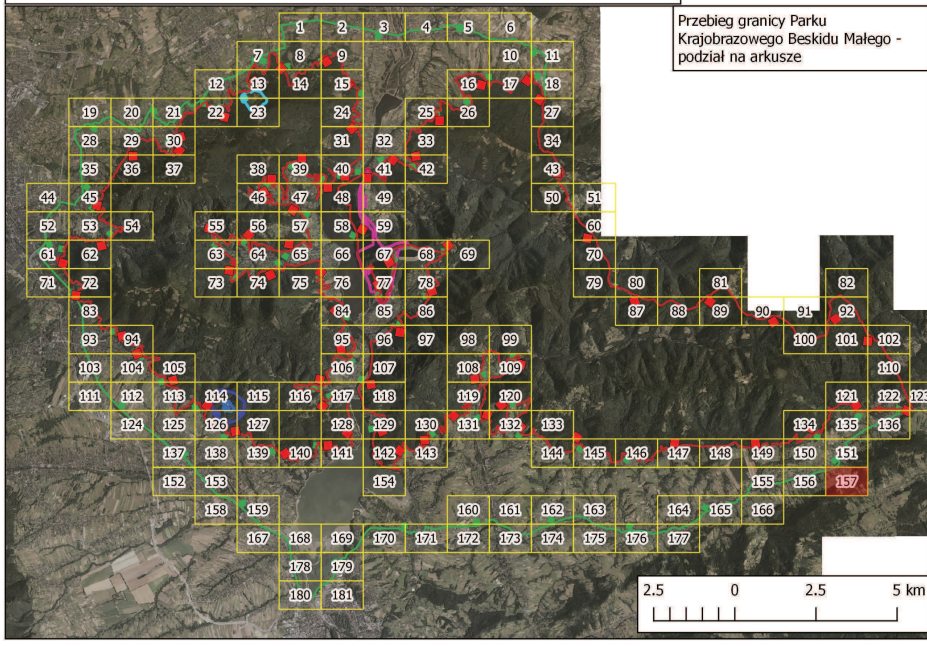 Przebieg granicy Parku
Krajobrazowego Beskidu Małego -
podział na arkusze
1 2 3 4 5 6
7 8 9 10 11
12 13 14 15 16 17 18
19 20 21 22 23 24 25 26 27
28 29 30 31 32 33 34
35 36 37 38 39 40 41 42 43
44 45 46 47 48 49 50 51
52 53 54 55 56 57 58 59 60
61 62 63 64 65 66 67 68 69 70
71 72 73 74 75 76 77 78 79 80 81 82
83 84 85 86 87 88 89 90 91 92
93 94 95 96 97 98 99 100 101 102
103 104 105 106 107 108 109 110
111 112 113 114 115 116 117 118 119 120 121 122 123
124 125 126 127 128 129 130 131 132 133 134 135 136
137 138 139 140 141 142 143 144 145 146 147 148 149 150 151
152 153 154 155 156 157
158 159 160 161 162 163 164 165 166
167 168 169 170 171 172 173 174 175 176 177
178 179
180 181
2.5 0 2.5 5 km